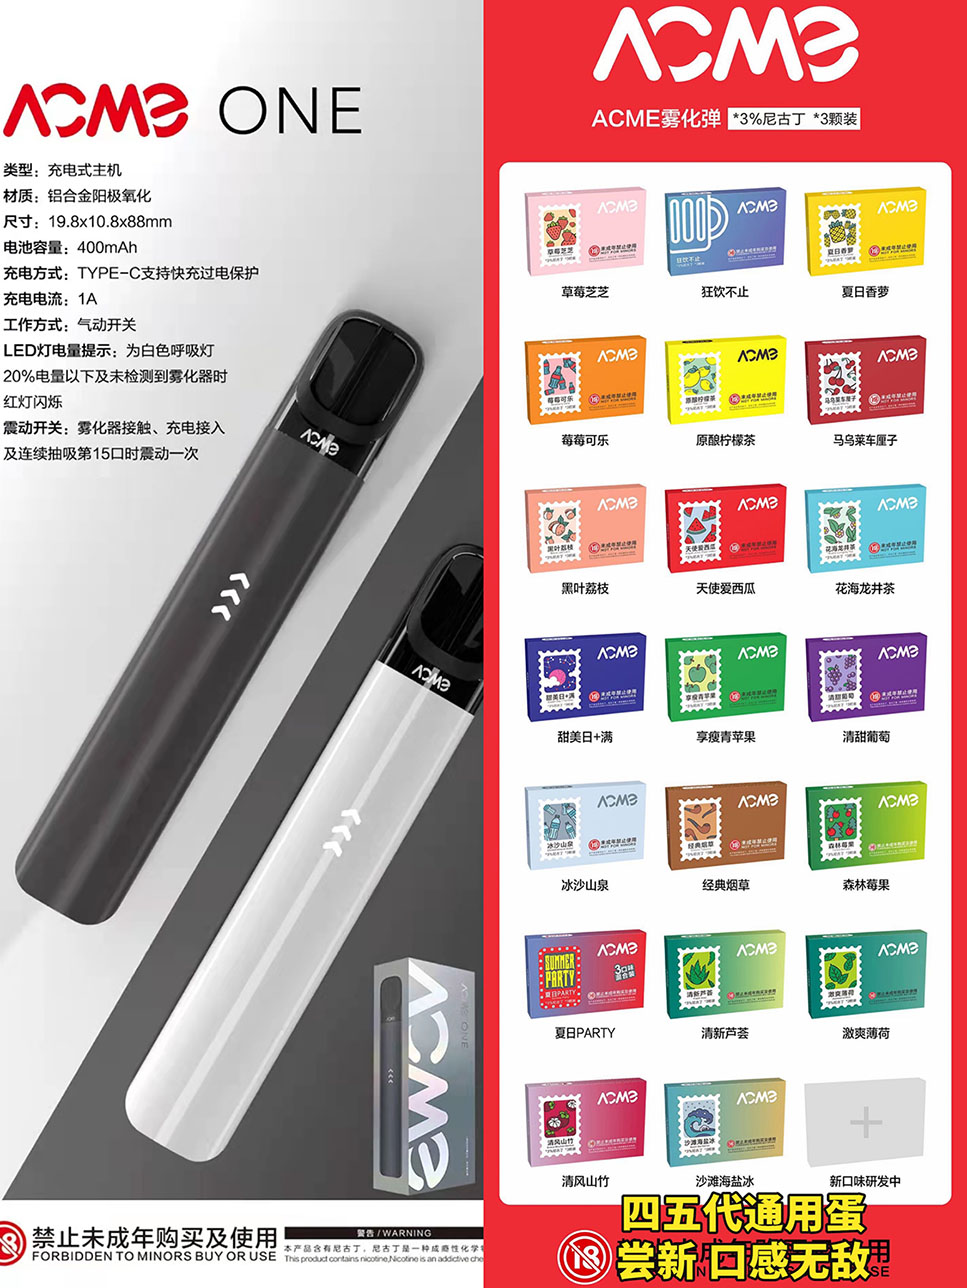 ACME ONE
类型：充电式主机
材质：铝合金阳极氧化
尺寸：19.8x10.8x88mm
电池容量：400mAh
充电方式：TYPE-C支持快充过电保护
充电电流：1A
工作方式：气动开关
LED灯电量提示：为白色呼吸灯
20%电量以下及未检测到雾化器时
红灯闪烁
震动开关：雾化器接触、充电接入
及连续抽吸第15口时震动一次
ACME
ACME
18 禁止未成年购买及使用
FORBIDDEN TO MINORS BUY OR USE
警告/WARNING
本产品含有尼古丁，尼古丁是一种成瘾性化学
This product contains nicotine,Nicotine is an addictive che
ACME
ACME雾化弹 *3%尼古丁 *3颗装
草莓芝芝 狂饮不止 夏日香萝
莓莓可乐 原酿柠檬茶 马乌莱车厘子
黑叶荔枝 天使爱西瓜 花海龙井茶
甜美日+满 享瘦青苹果 清甜葡萄
冰沙山泉 经典烟草 森林莓果
SUMMER
PARTY
3口味
混合装
夏日PARTY 清新芦荟 激爽薄荷
清风山竹 沙滩海盐冰 新口味研发中
四五代通用蛋
18 尝新 口感无敌